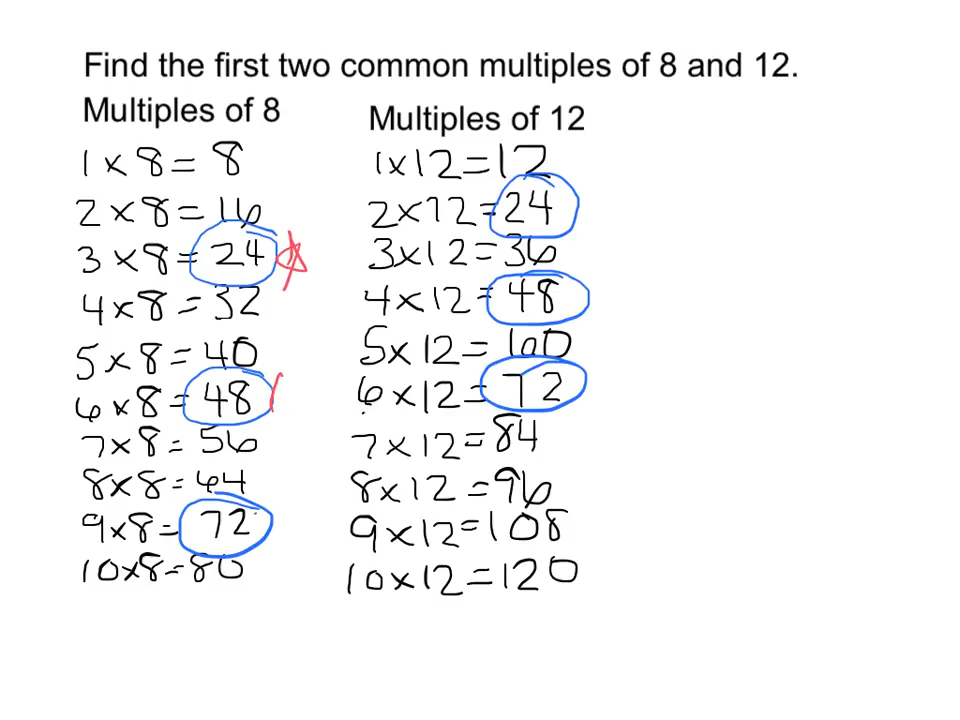 Find the first two common multiples of 8 and 12.
Multiples of 8
1 x 8 = 8
2 x 8 = 16
3 x 8 = 24
4 x 8 = 32
5 x 8 = 40
6 x 8 = 48
7 x 8 = 56
8 x 8 = 64
9 x 8 = 72
10 x 8 = 80
Multiples of 12
1 x 12 = 12
2 x 12 = 24
3 x 12 = 36
4 x 12 = 48
5 x 12 = 60
6 x 12 = 72
7 x 12 = 84
8 x 12 = 96
9 x 12 = 108
10 x 12 = 120